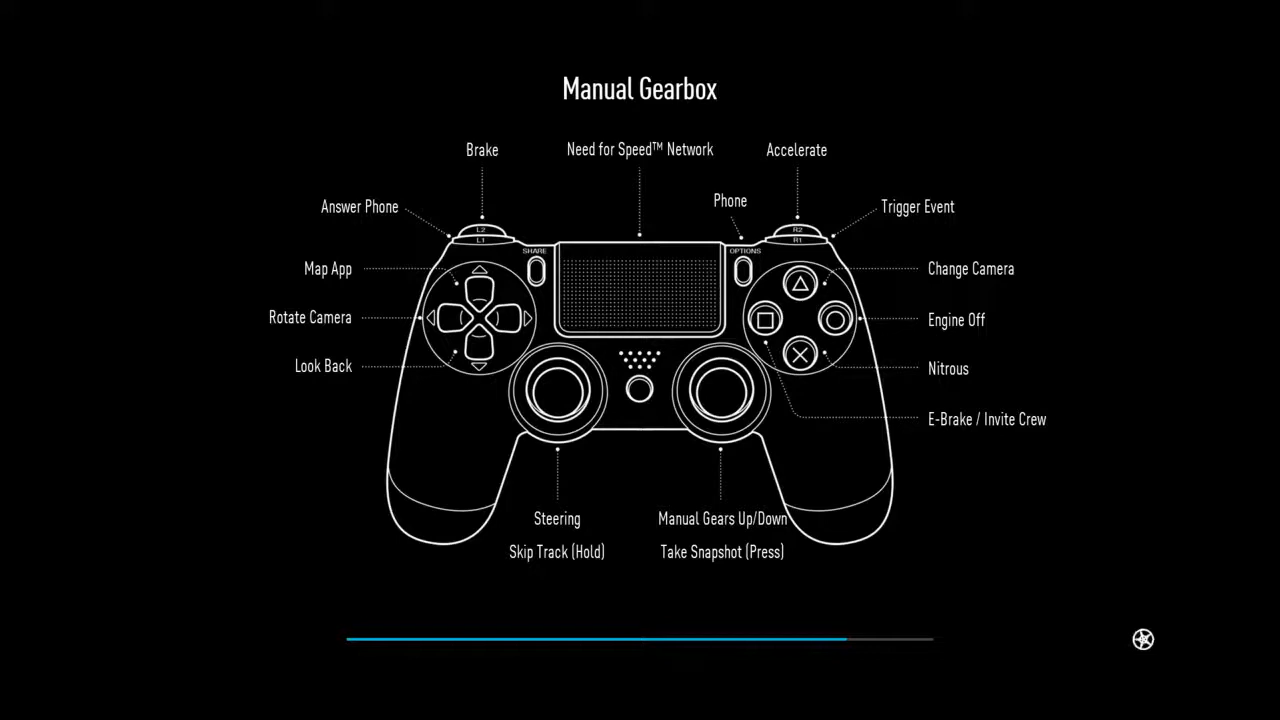 Manual Gearbox
Brake
Need for Speed™ Network
Accelerate
Answer Phone
Phone
Trigger Event
L2
R2
L1
R1
SHARE
OPTIONS
Map App
Change Camera
Rotate Camera
Engine Off
Look Back
Nitrous
E-Brake / Invite Crew
Steering
Manual Gears Up/Down
Skip Track (Hold)
Take Snapshot (Press)